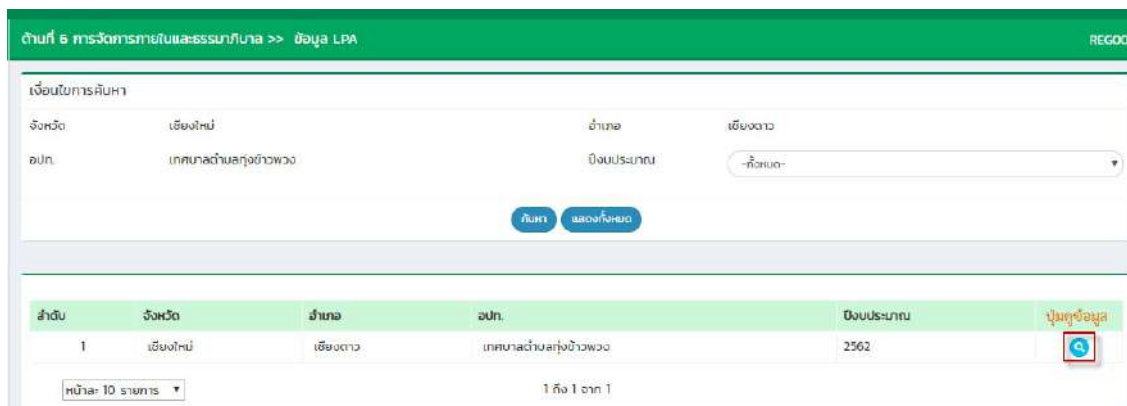 ด้านที่ 6 การจัดการภายในและธรรมาภิบาล >> ข้อมูล LPA REGOC
เงื่อนไขการค้นหา
จังหวัด เชียงใหม่ อำเภอ เชียงดาว
อปท. เทศบาลตำบลทุ่งข้าวพวง ปีงบประมาณ -ทั้งหมด-
ค้นหา แสดงทั้งหมด
ลำดับ จังหวัด อำเภอ อปท. ปีงบประมาณ ปุ่มดูข้อมูล
1 เชียงใหม่ เชียงดาว เทศบาลตำบลทุ่งข้าวพวง 2562
หน้าละ 10 รายการ 1 ถึง 1 จาก 1